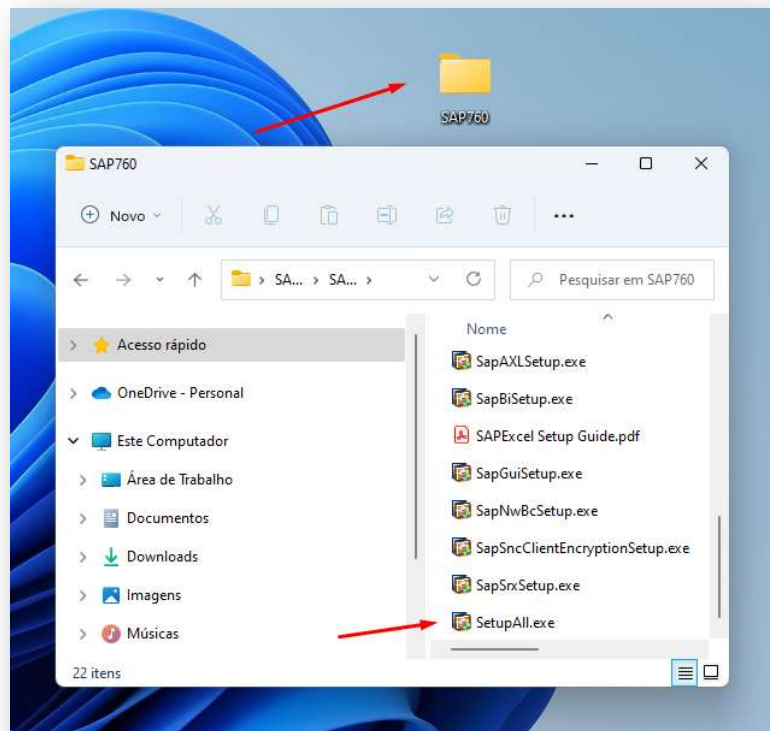 SAP760
SAP760
Novo
SA... SA...
Pesquisar em SAP760
Acesso rápido
OneDrive - Personal
Este Computador
Área de Trabalho
Documentos
Downloads
Imagens
Músicas
Nome
SapAXLSetup.exe
SapBiSetup.exe
SAPExcel Setup Guide.pdf
SapGuiSetup.exe
SapNwBcSetup.exe
SapSncClientEncryptionSetup.exe
SapSrxSetup.exe
SetupAll.exe
22 itens